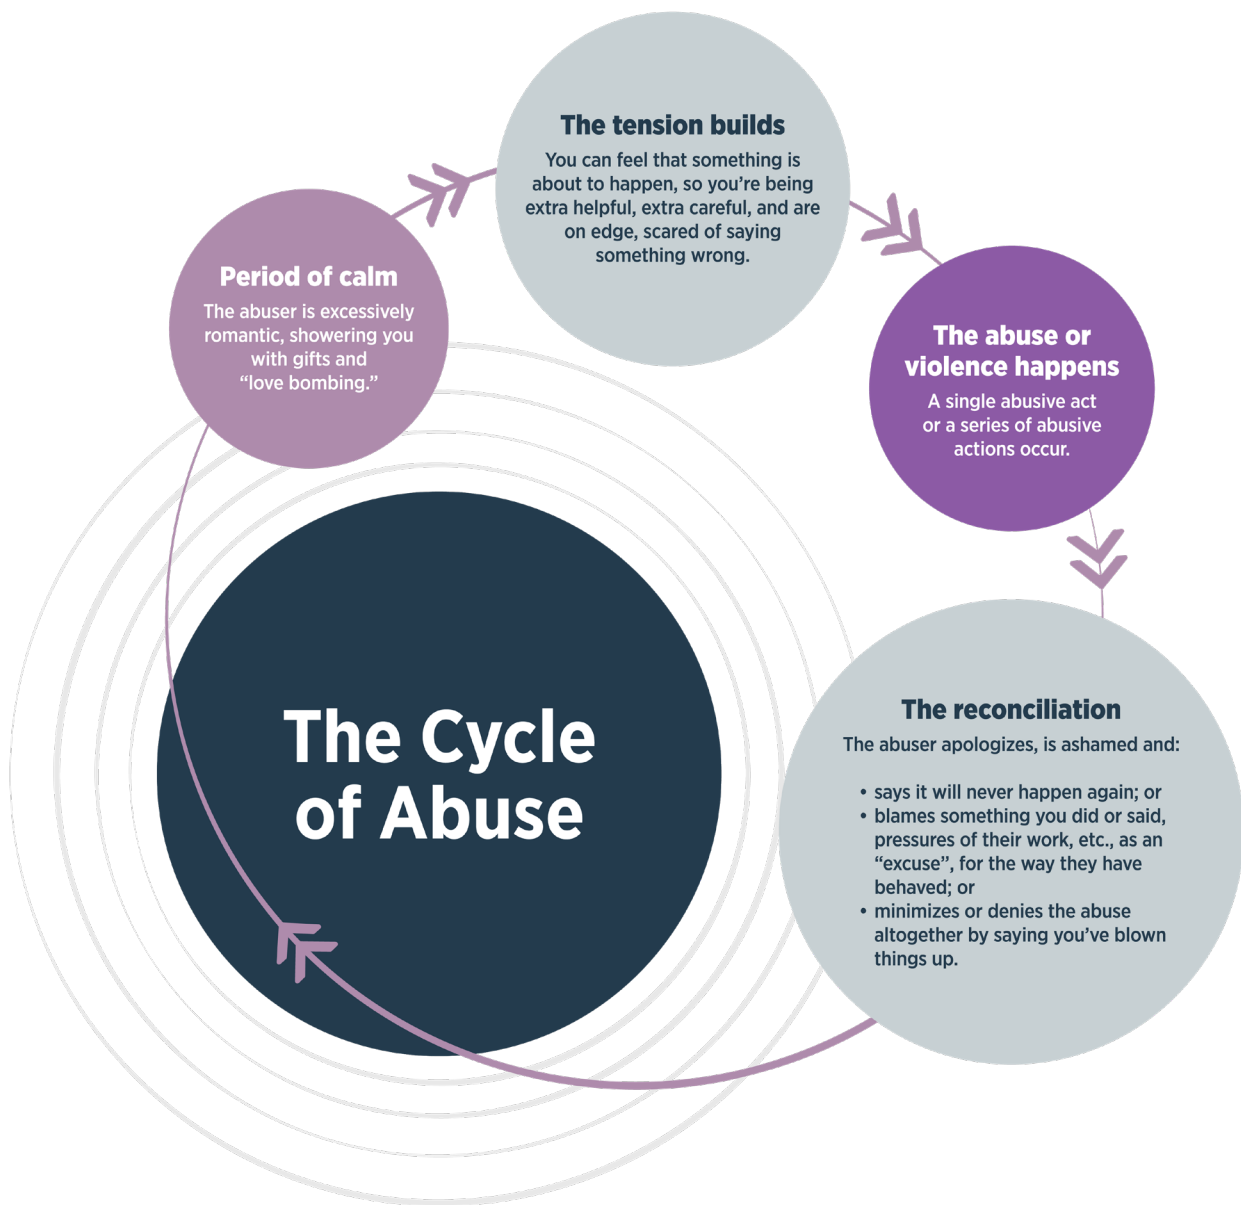 The tension builds
You can feel that something is
about to happen, so you’re being
extra helpful, extra careful, and are
on edge, scared of saying
something wrong.
Period of calm
The abuser is excessively
romantic, showering you
with gifts and
“love bombing.”
The abuse or
violence happens
A single abusive act
or a series of abusive
actions occur.
The reconciliation
The abuser apologizes, is ashamed and:
• says it will never happen again; or
• blames something you did or said,
pressures of their work, etc., as an
“excuse”, for the way they have
behaved; or
• minimizes or denies the abuse
altogether by saying you’ve blown
things up.
The Cycle
of Abuse